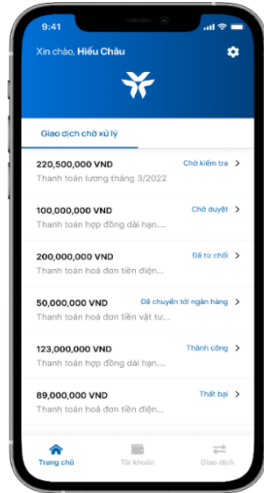 9:41
Xin chào, Hiếu Châu
Giao dịch chờ xử lý
220,500,000 VND Chờ kiểm tra
Thanh toán lương tháng 3/2022
100,000,000 VND Chờ duyệt
Thanh toán hợp đồng dài hạn....
200,000,000 VND Đã từ chối
Thanh toán hoá đơn tiền điện...
50,000,000 VND Đã chuyển tới ngân hàng
Thanh toán hoá đơn tiền vật tư...
123,000,000 VND Thành công
Thanh toán hợp đồng dài hạn....
89,000,000 VND Thất bại
Thanh toán hoá đơn tiền điện...
Trang chủ Tài khoản Giao dịch